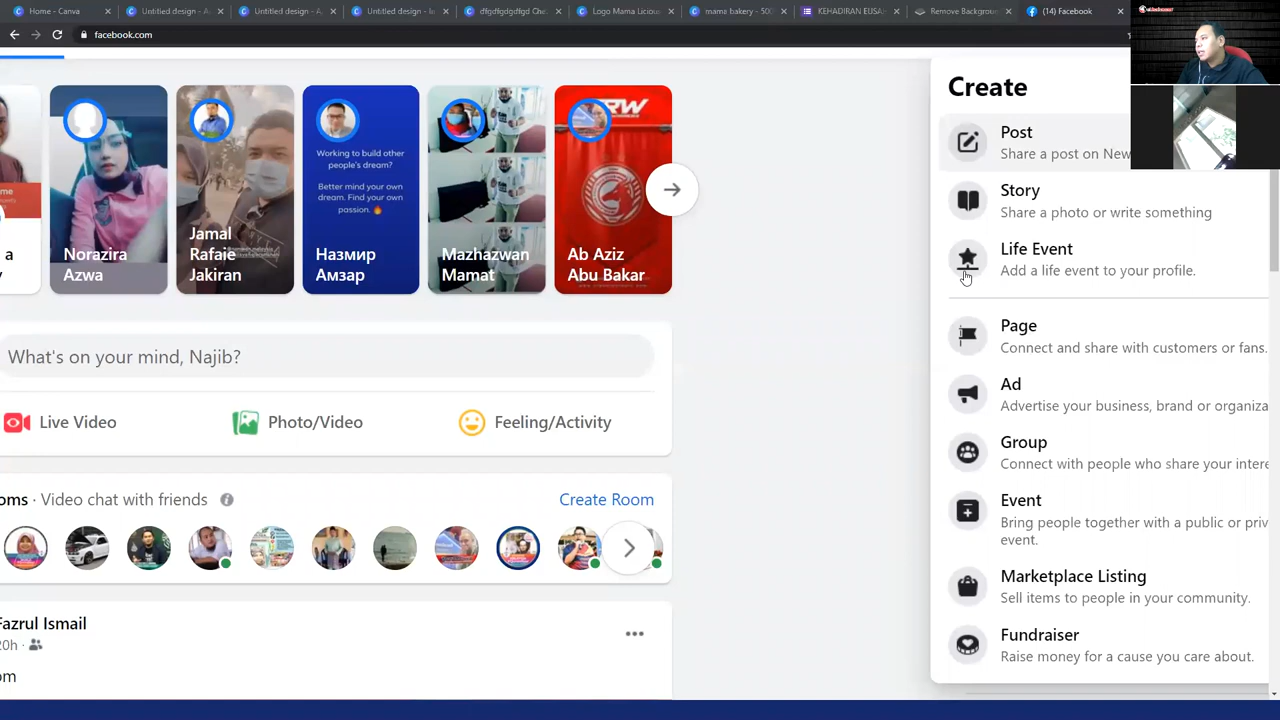 Home - Canva
Untitled design - A
Untitled design - A
Untitled design - In
dfgdfgdgdfgd Che
Logo Mama Licious
mama bakery - 500
KEHADIRAN EUSAH
Remove Background
(14) Facebook
facebook.com
Norazira
Azwa
Jamal
Rafaie
Jakiran
Working to build other
people's dream?
Better mind your own
dream. Find your own
passion. 🔥
Назмир
Амзар
Mazhazwan
Mamat
RW
Ab Aziz
Abu Bakar
What's on your mind, Najib?
Live Video
Photo/Video
Feeling/Activity
oms · Video chat with friends
Create Room
Fazrul Ismail
20h ·
om
Create
Post
Share a post on New
Story
Share a photo or write something
Life Event
Add a life event to your profile.
Page
Connect and share with customers or fans.
Ad
Advertise your business, brand or organiza
Group
Connect with people who share your intere
Event
Bring people together with a public or priv
event.
Marketplace Listing
Sell items to people in your community.
Fundraiser
Raise money for a cause you care about.